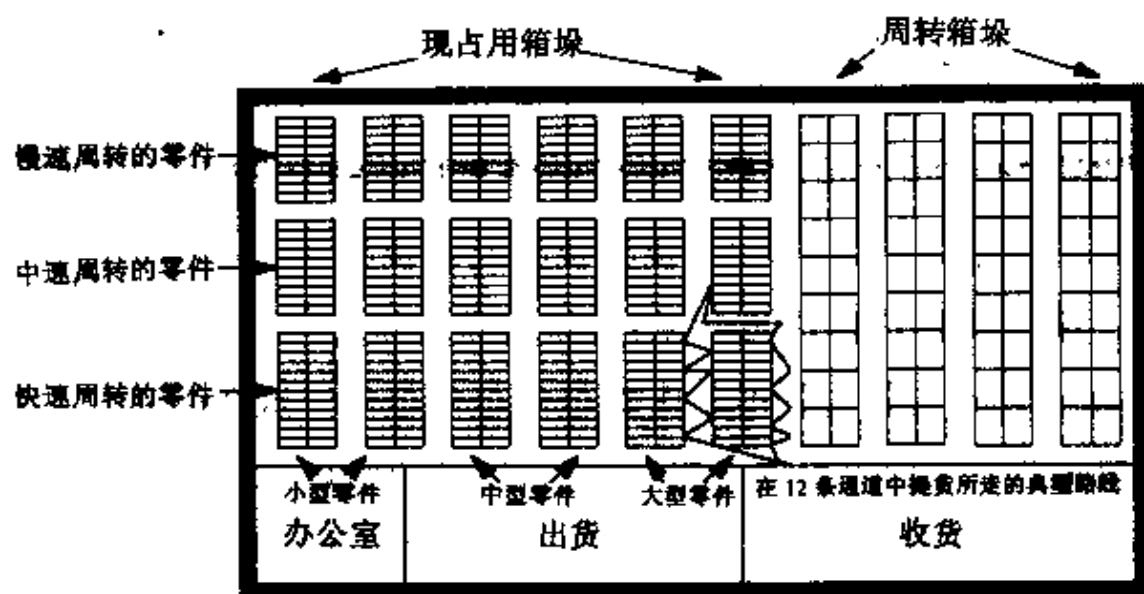 现占用箱垛
周转箱垛
慢速周转的零件
中速周转的零件
快速周转的零件
小型零件
中型零件
大型零件
在 12 条通道中提货所走的典型路线
办公室
出货
收货